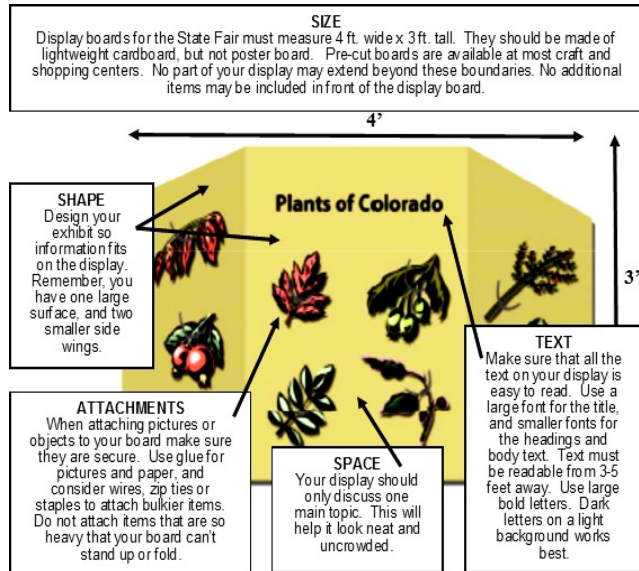 SIZE
Display boards for the State Fair must measure 4 ft. wide x 3 ft. tall. They should be made of
lightweight cardboard, but not poster board. Pre-cut boards are available at most craft and
shopping centers. No part of your display may extend beyond these boundaries. No additional
items may be included in front of the display board.
4'
SHAPE
Design your
exhibit so
information fits
on the display.
Remember, you
have one large
surface, and two
smaller side
wings.
Plants of Colorado
3'
ATTACHMENTS
When attaching pictures or
objects to your board make sure
they are secure. Use glue for
pictures and paper, and
consider wires, zip ties or
staples to attach bulkier items.
Do not attach items that are so
heavy that your board can't
stand up or fold.
SPACE
Your display should
only discuss one
main topic. This will
help it look neat and
uncrowded.
TEXT
Make sure that all the
text on your display is
easy to read. Use a
large font for the title,
and smaller fonts for
the headings and
body text. Text must
be readable from 3-5
feet away. Use large
bold letters. Dark
letters on a light
background works
best.